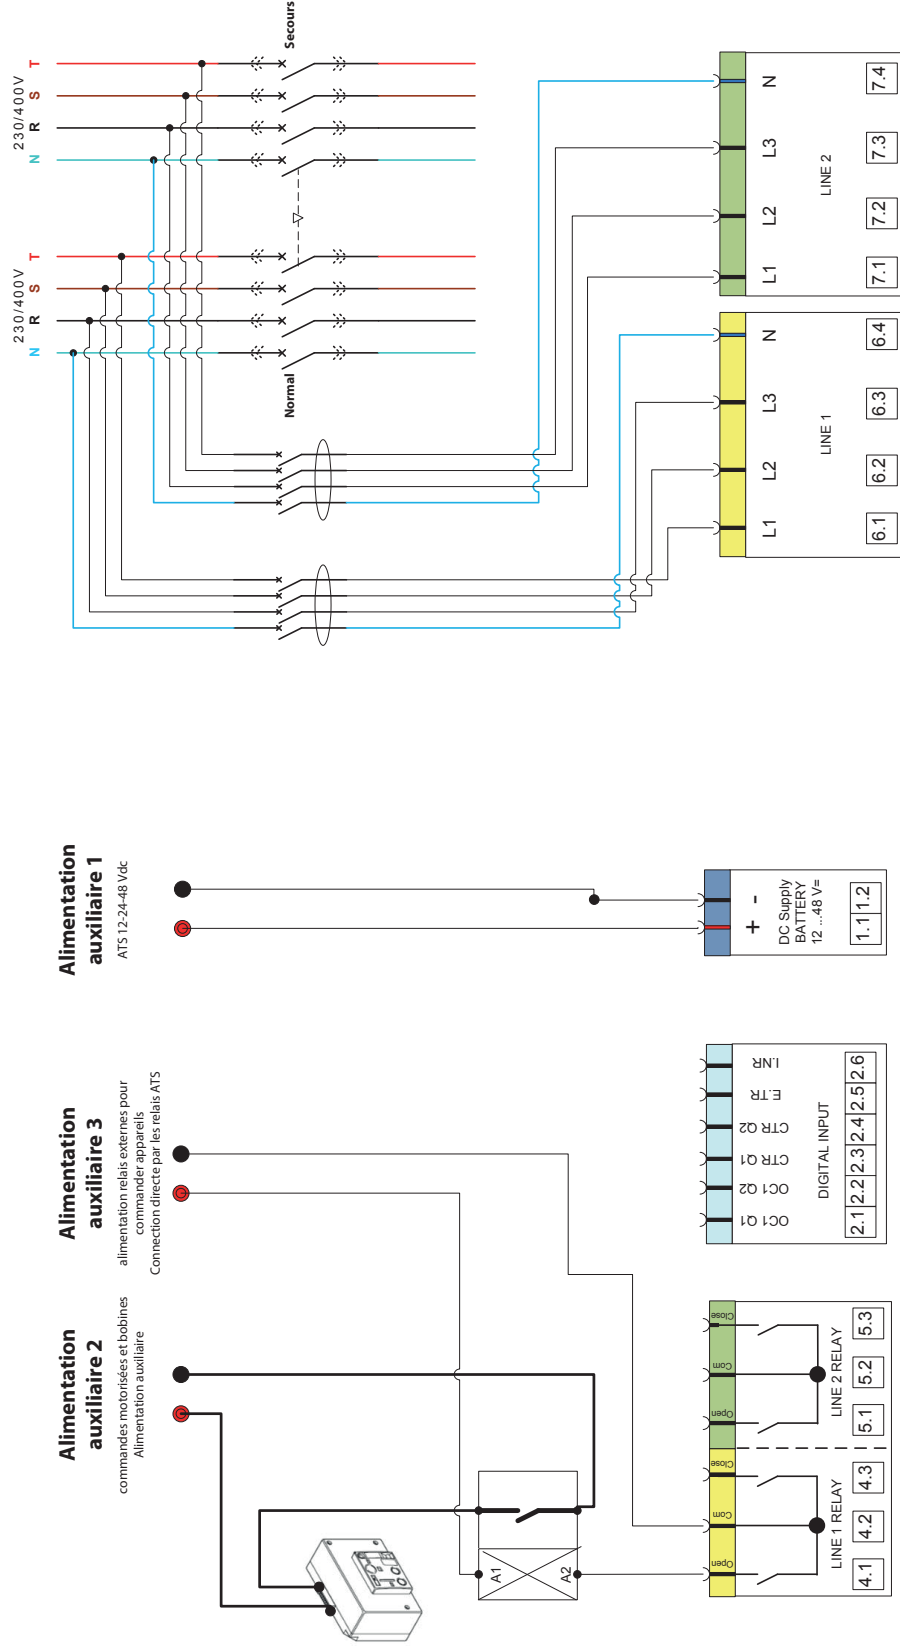 Alimentation
auxiliaire 2
commandes motorisées et bobines
Alimentation auxiliaire
Alimentation
auxiliaire 3
alimentation relais externes pour
commander appareils
Connection directe par les relais ATS
Alimentation
auxiliaire 1
ATS 12-24-48 Vdc
230/400V
N R S T
230/400V
N R S T
Normal
Secours
A1
A2
Open Com Close Open Com Close
LINE 1 RELAY
4.1 4.2 4.3
LINE 2 RELAY
5.1 5.2 5.3
OC1 Q1
OC1 Q2
CTR Q1
CTR Q2
E.TR
I.NR
DIGITAL INPUT
2.1 2.2 2.3 2.4 2.5 2.6
+ -
DC Supply
BATTERY
12 ...48 V=
1.1 1.2
L1 L2 L3 N
LINE 1
6.1 6.2 6.3 6.4
L1 L2 L3 N
LINE 2
7.1 7.2 7.3 7.4